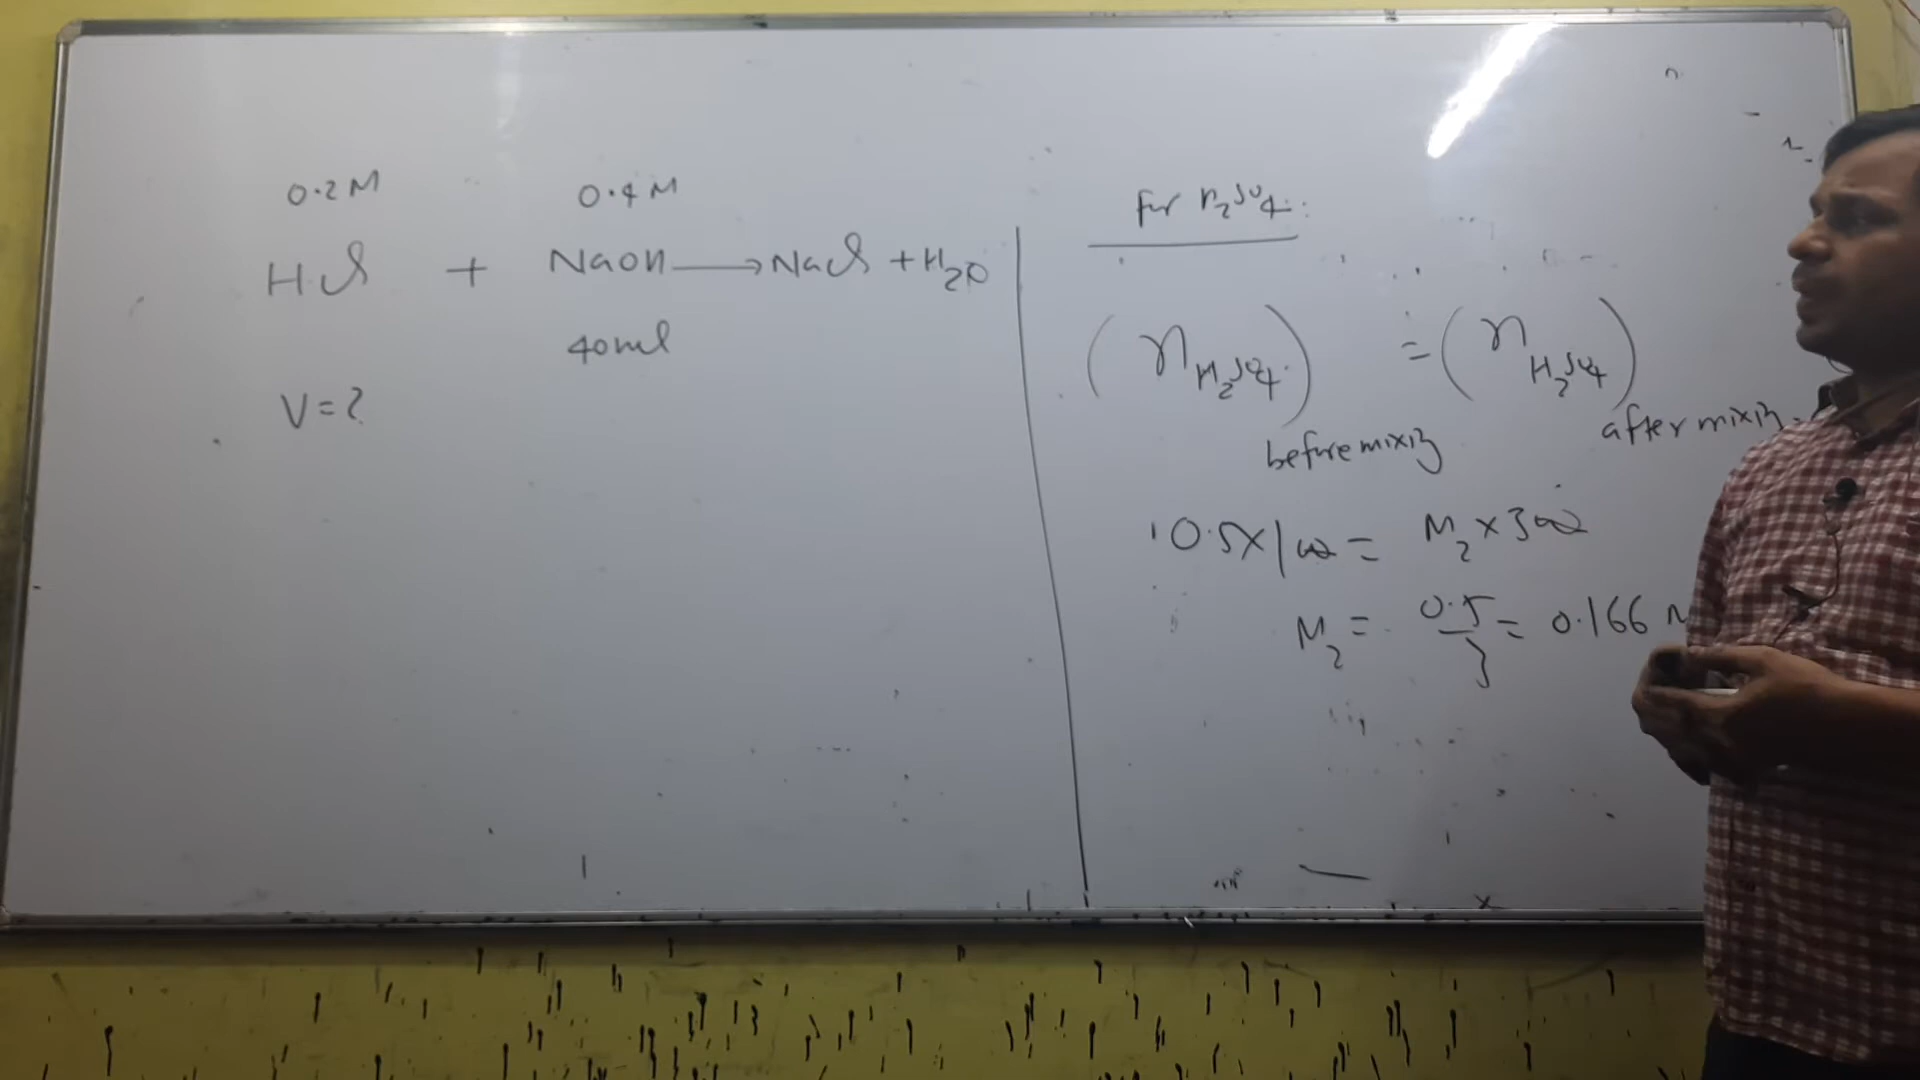 0.2M 0.4M
HCl + NaOH ⟶ NaCl + H2O
40ml
V = ?
For H2SO4:
(n H2SO4) before mixing = (n H2SO4) after mixing
0.5 × 100 = M2 × 300
M2 = 0.5/3 = 0.166 M